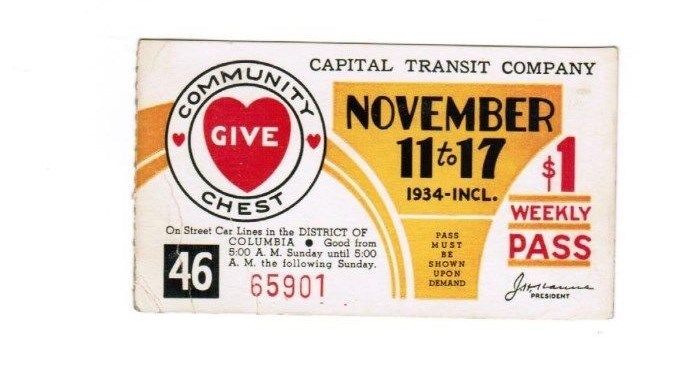 COMMUNITY
GIVE
CHEST
CAPITAL TRANSIT COMPANY
NOVEMBER
11 to 17
1934-INCL.
$1
WEEKLY
PASS
On Street Car Lines in the DISTRICT OF
COLUMBIA ● Good from
5:00 A. M. Sunday until 5:00
A. M. the following Sunday.
46
65901
PASS
MUST
BE
SHOWN
UPON
DEMAND
PRESIDENT